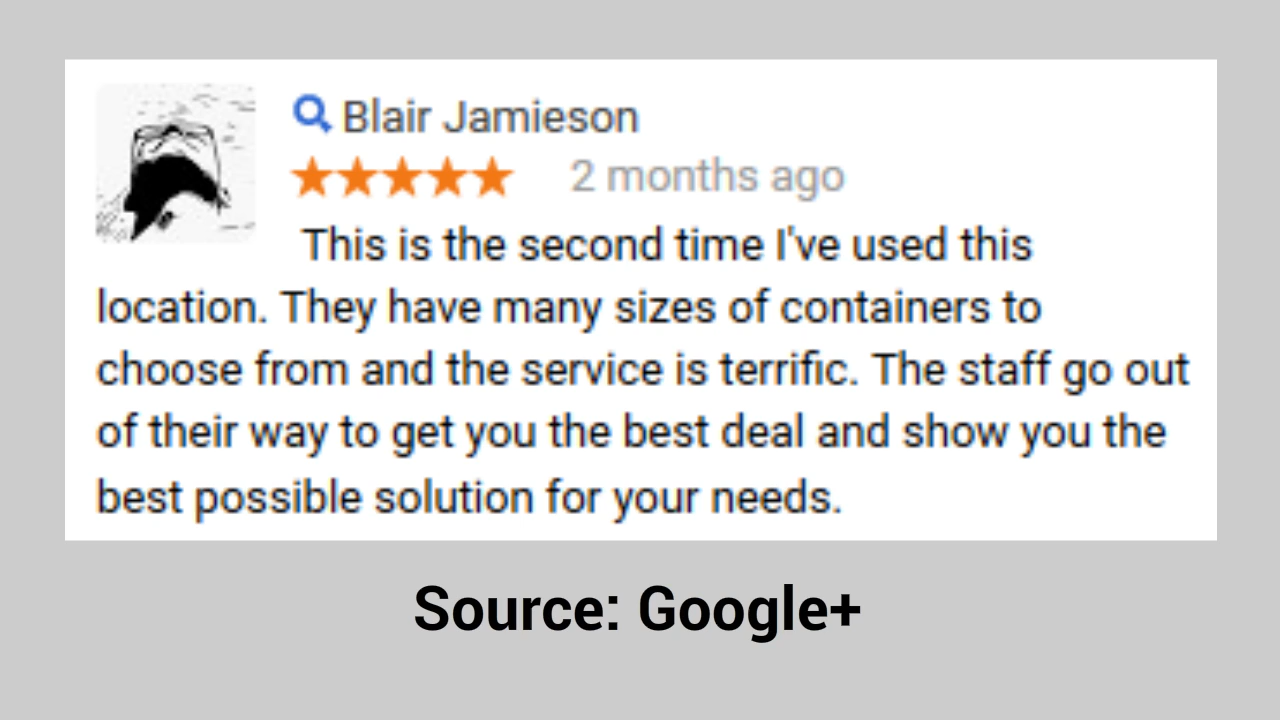 Blair Jamieson
2 months ago
This is the second time I've used this
location. They have many sizes of containers to
choose from and the service is terrific. The staff go out
of their way to get you the best deal and show you the
best possible solution for your needs.
Source: Google+